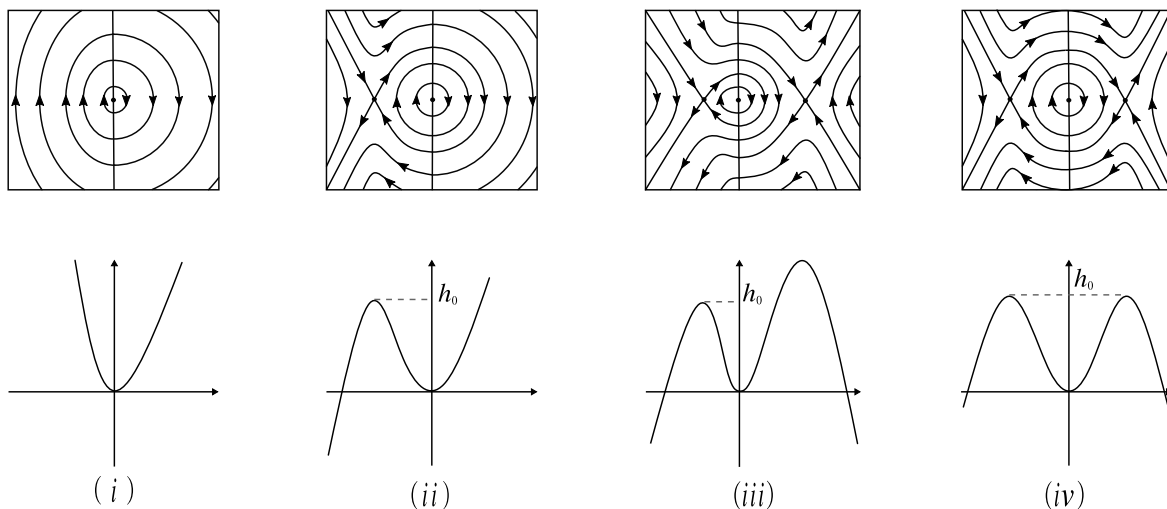 h₀ h₀ h₀
(i) (ii) (iii) (iv)